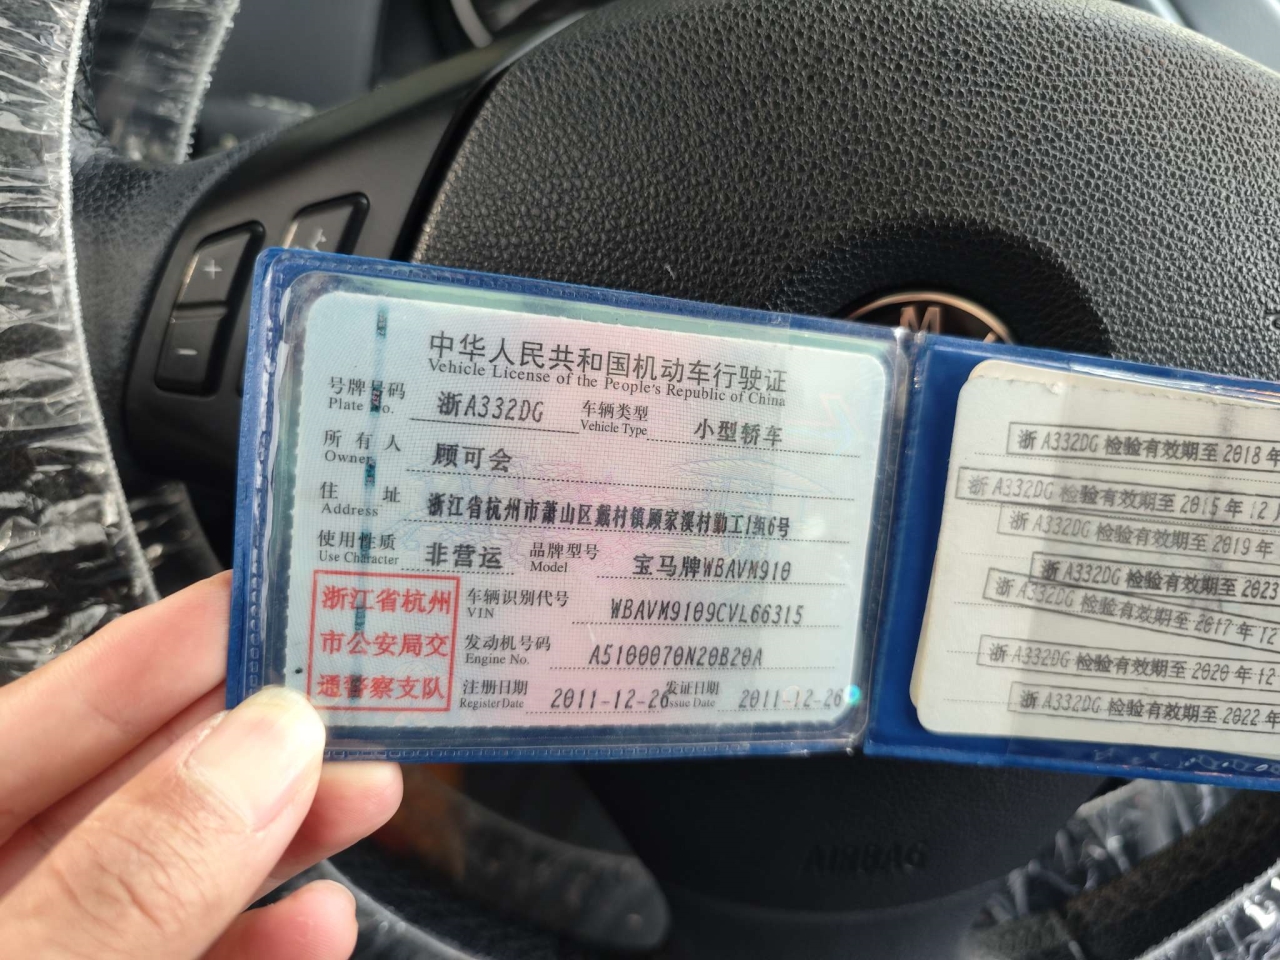 中华人民共和国机动车行驶证
Vehicle License of the People's Republic of China
号牌号码 浙A332DG 车辆类型 小型轿车
Plate No. Vehicle Type
所有人 顾可会
Owner
住址 浙江省杭州市萧山区戴村镇顾家溪村勤工1组6号
Address
使用性质 非营运 品牌型号 宝马牌WBAVM910
Use Character Model
浙江省杭州
市公安局交
通警察支队
车辆识别代号 WBAVM9109CVL66315
VIN
发动机号码 A5100070N20B20A
Engine No.
注册日期 2011-12-26 发证日期 2011-12-26
Register Date Issue Date
浙A332DG 检验有效期至 2018年
浙A332DG 检验有效期至 2015年 12
浙A332DG 检验有效期至 2019年
浙A332DG 检验有效期至 2023
浙A332DG 检验有效期至 2017年 12
浙A332DG 检验有效期至 2020年 12
浙A332DG 检验有效期至 2022年
M
AIRBAG
+
-